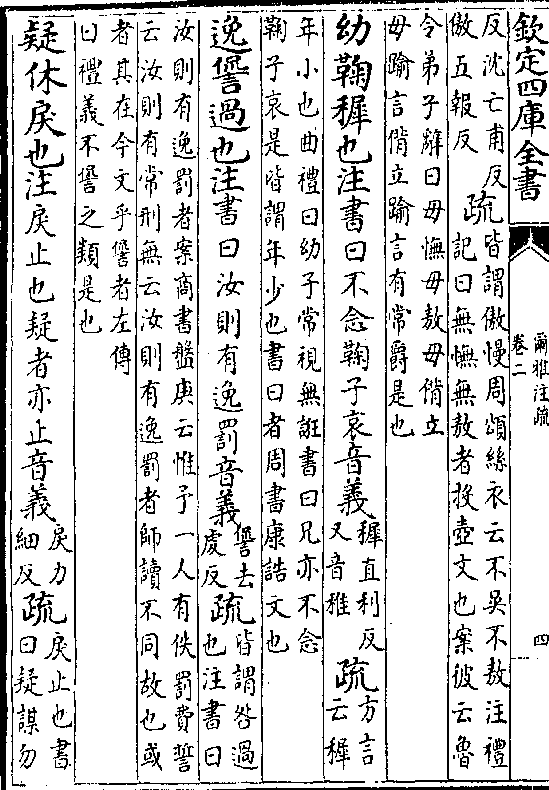 欽定四庫全書
爾雅注疏
卷二
四
反沈亡甫反
傲五報反
疏
皆謂傲慢周頌絲衣云不吳不敖注禮
記曰無憮無敖者投壺文也案彼云魯
令弟子辭曰毋憮毋敖毋偝立
毋踰言偝立踰言有常爵是也
幼鞠穉也注書曰不念鞠子哀音義
穉直利反
又音稚
疏
方言
云穉
年小也曲禮曰幼子常視無誑書曰兄亦不念
鞠子哀是皆謂年少也書曰者周書康誥文也
逸諐過也注書曰汝則有逸罰音義
諐去
虔反
疏
皆謂咎過
也注書曰
汝則有逸罰者案商書盤庚云惟予一人有佚罰費誓
云汝則有常刑無云汝則有逸罰者師讀不同故也或
者其在今文乎諐者左傳
曰禮義不諐之類是也
疑休戾也注戾止也疑者亦止音義
戾力
細反
疏
戾止也書
曰疑謀勿